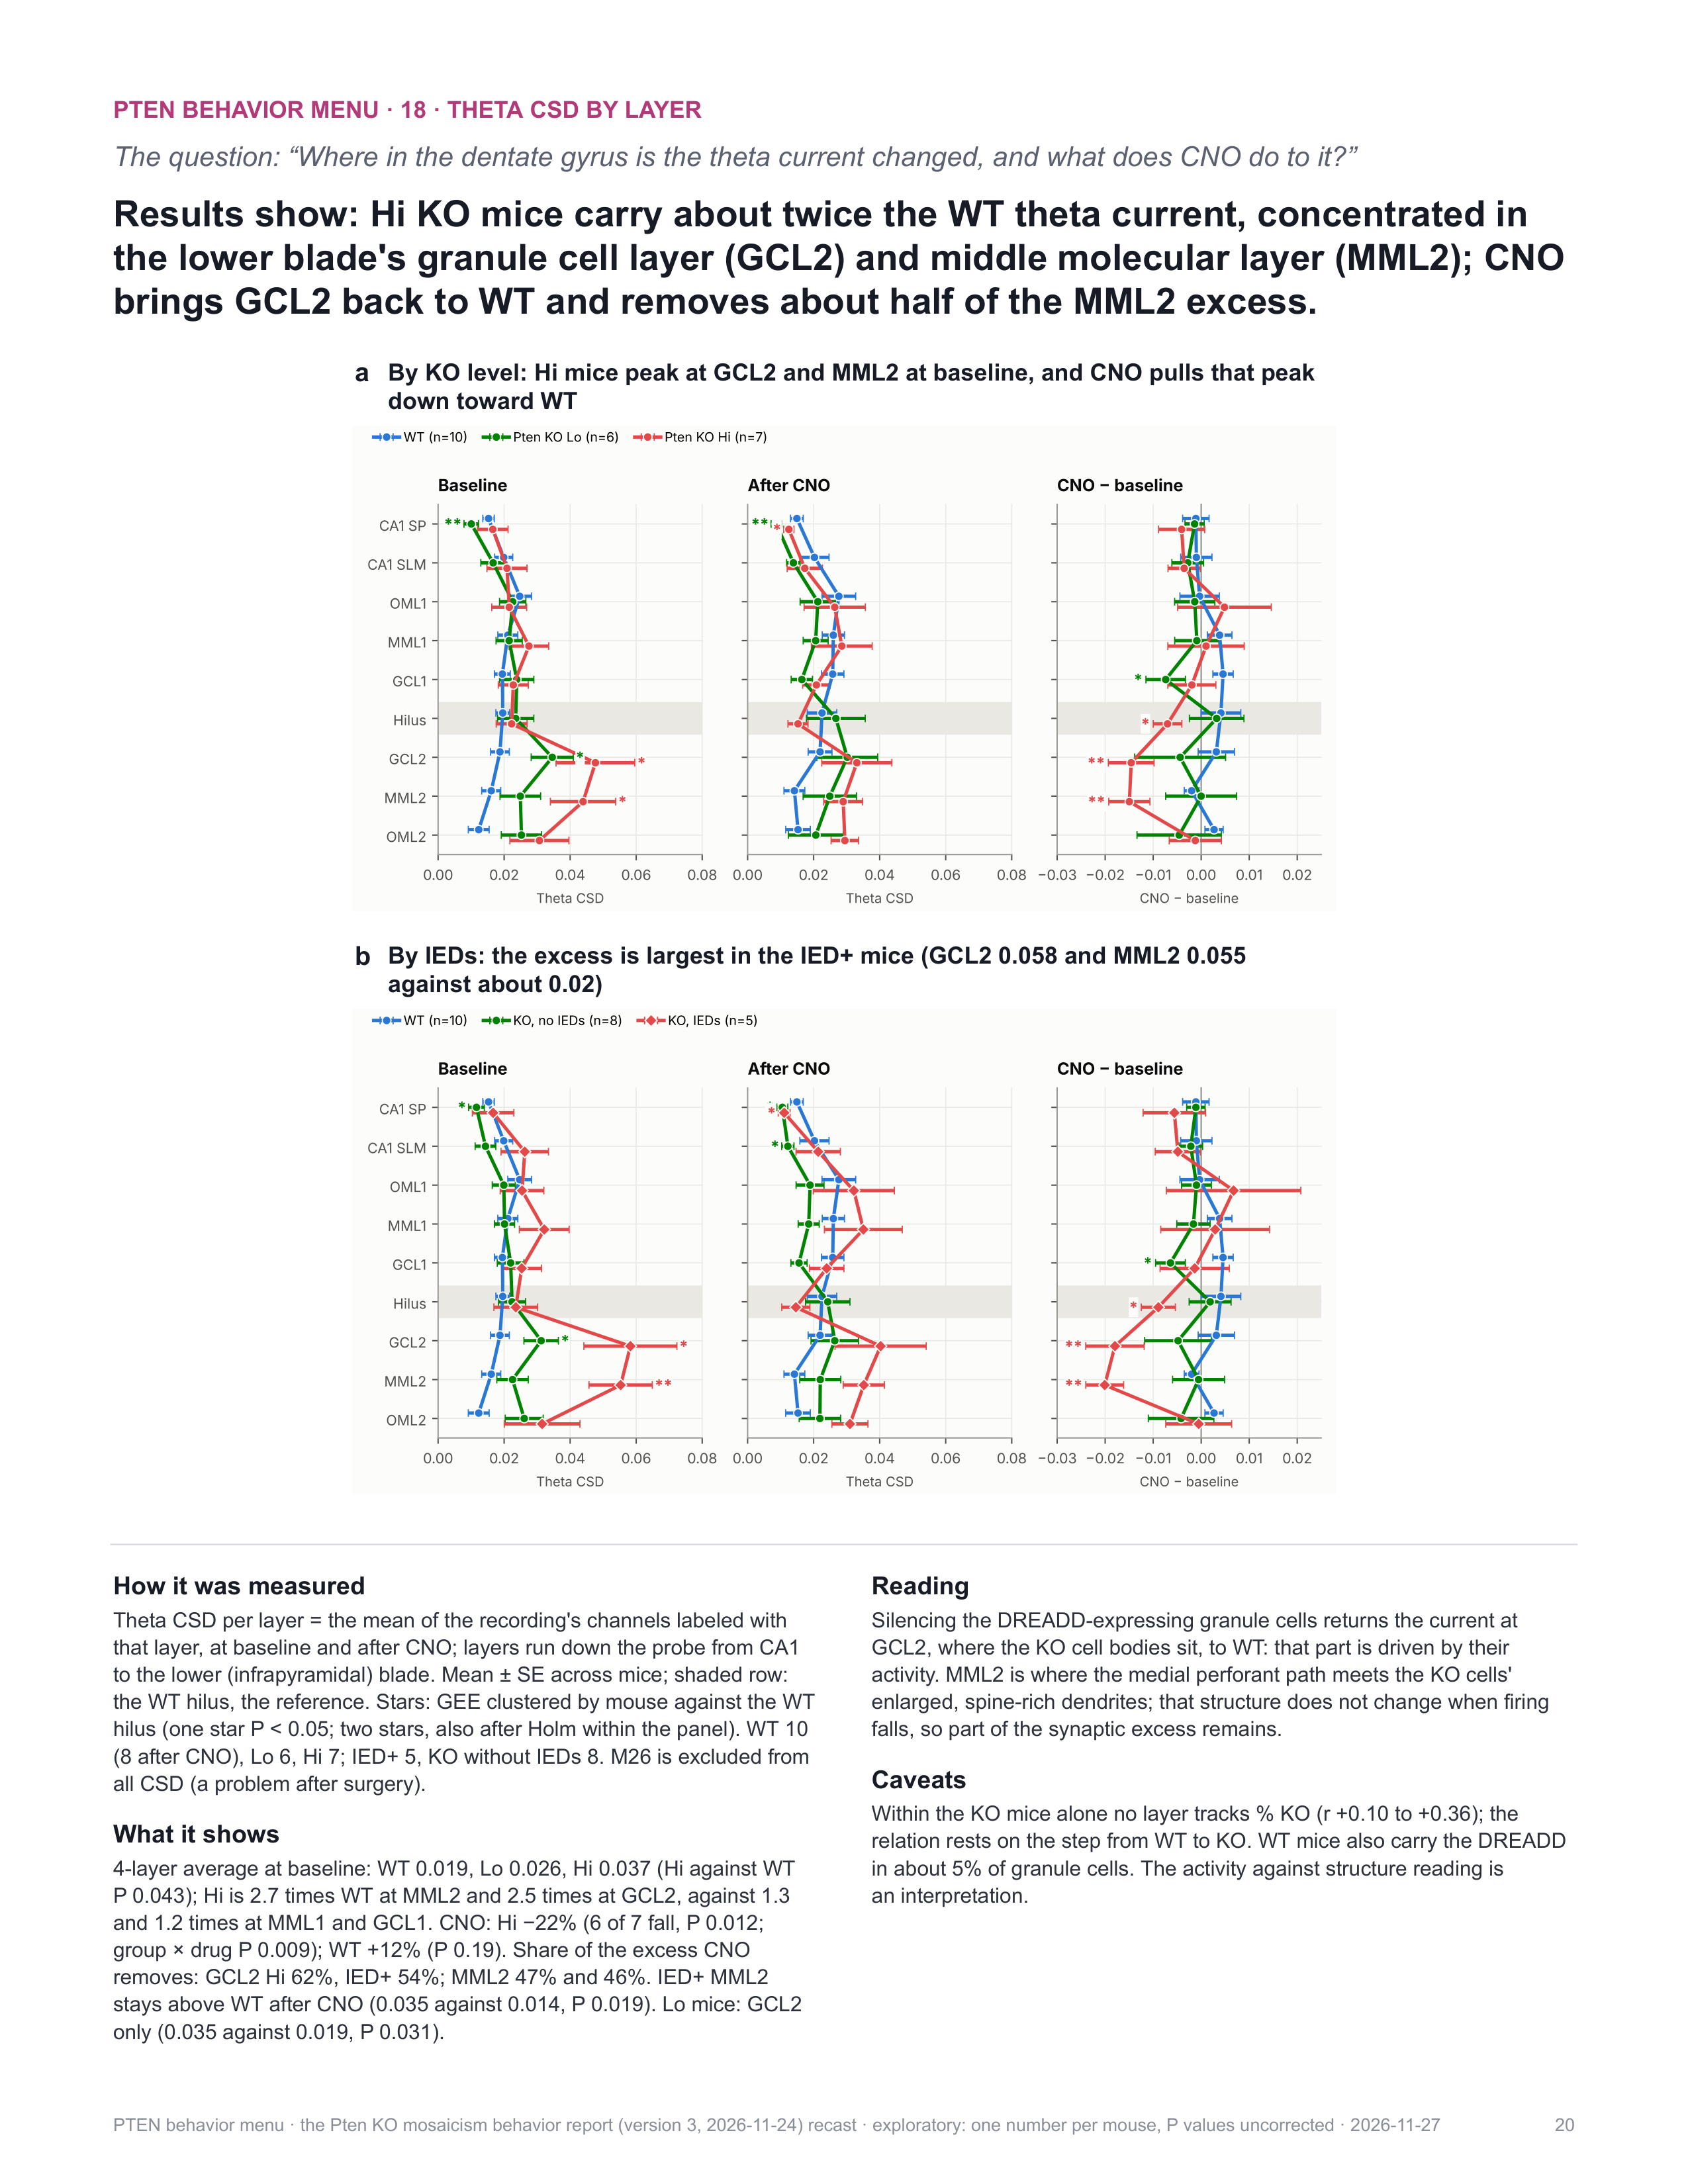 PTEN BEHAVIOR MENU · 18 · THETA CSD BY LAYER
The question: “Where in the dentate gyrus is the theta current changed, and what does CNO do to it?”
Results show: Hi KO mice carry about twice the WT theta current, concentrated in
the lower blade's granule cell layer (GCL2) and middle molecular layer (MML2); CNO
brings GCL2 back to WT and removes about half of the MML2 excess.
a By KO level: Hi mice peak at GCL2 and MML2 at baseline, and CNO pulls that peak
down toward WT
WT (n=10) Pten KO Lo (n=6) Pten KO Hi (n=7)
Baseline After CNO CNO − baseline
CA1 SP ** ** *
CA1 SLM
OML1
MML1
GCL1 *
Hilus *
GCL2 * * **
MML2 * **
OML2
0.00 0.02 0.04 0.06 0.08 0.00 0.02 0.04 0.06 0.08 −0.03 −0.02 −0.01 0.00 0.01 0.02
Theta CSD Theta CSD CNO − baseline
b By IEDs: the excess is largest in the IED+ mice (GCL2 0.058 and MML2 0.055
against about 0.02)
WT (n=10) KO, no IEDs (n=8) KO, IEDs (n=5)
Baseline After CNO CNO − baseline
CA1 SP * *
CA1 SLM *
OML1
MML1
GCL1 *
Hilus *
GCL2 * * **
MML2 ** **
OML2
0.00 0.02 0.04 0.06 0.08 0.00 0.02 0.04 0.06 0.08 −0.03 −0.02 −0.01 0.00 0.01 0.02
Theta CSD Theta CSD CNO − baseline
How it was measured
Theta CSD per layer = the mean of the recording's channels labeled with
that layer, at baseline and after CNO; layers run down the probe from CA1
to the lower (infrapyramidal) blade. Mean ± SE across mice; shaded row:
the WT hilus, the reference. Stars: GEE clustered by mouse against the WT
hilus (one star P < 0.05; two stars, also after Holm within the panel). WT 10
(8 after CNO), Lo 6, Hi 7; IED+ 5, KO without IEDs 8. M26 is excluded from
all CSD (a problem after surgery).
What it shows
4-layer average at baseline: WT 0.019, Lo 0.026, Hi 0.037 (Hi against WT
P 0.043); Hi is 2.7 times WT at MML2 and 2.5 times at GCL2, against 1.3
and 1.2 times at MML1 and GCL1. CNO: Hi −22% (6 of 7 fall, P 0.012;
group × drug P 0.009); WT +12% (P 0.19). Share of the excess CNO
removes: GCL2 Hi 62%, IED+ 54%; MML2 47% and 46%. IED+ MML2
stays above WT after CNO (0.035 against 0.014, P 0.019). Lo mice: GCL2
only (0.035 against 0.019, P 0.031).
Reading
Silencing the DREADD-expressing granule cells returns the current at
GCL2, where the KO cell bodies sit, to WT: that part is driven by their
activity. MML2 is where the medial perforant path meets the KO cells'
enlarged, spine-rich dendrites; that structure does not change when firing
falls, so part of the synaptic excess remains.
Caveats
Within the KO mice alone no layer tracks % KO (r +0.10 to +0.36); the
relation rests on the step from WT to KO. WT mice also carry the DREADD
in about 5% of granule cells. The activity against structure reading is
an interpretation.
PTEN behavior menu · the Pten KO mosaicism behavior report (version 3, 2026-11-24) recast · exploratory: one number per mouse, P values uncorrected · 2026-11-27 20